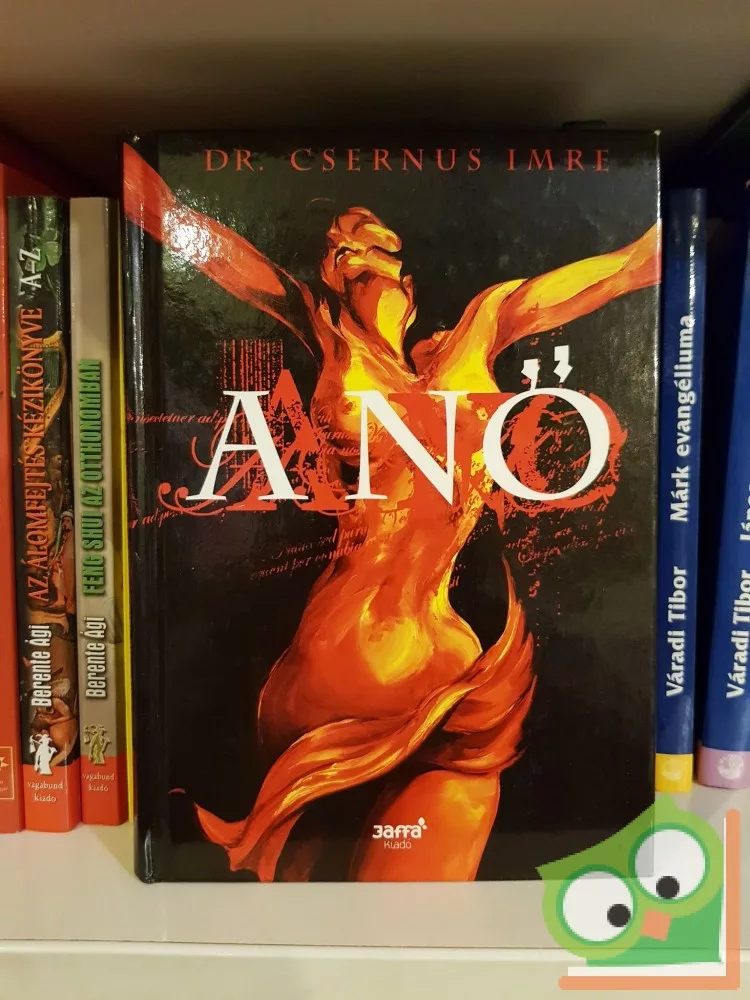 DR. CSERNUS IMRE
A NŐ
Jaffa
Kiadó
Berente Ági AZ ÁLOMFEJTÉS KÉZIKÖNYVE A-Z
Vagabund
kiadó
Berente Ági FENG SHUI AZ OTTHONOMBAN
Vagabund
kiadó
Váradi Tibor Márk evangéliuma
Váradi Tibor